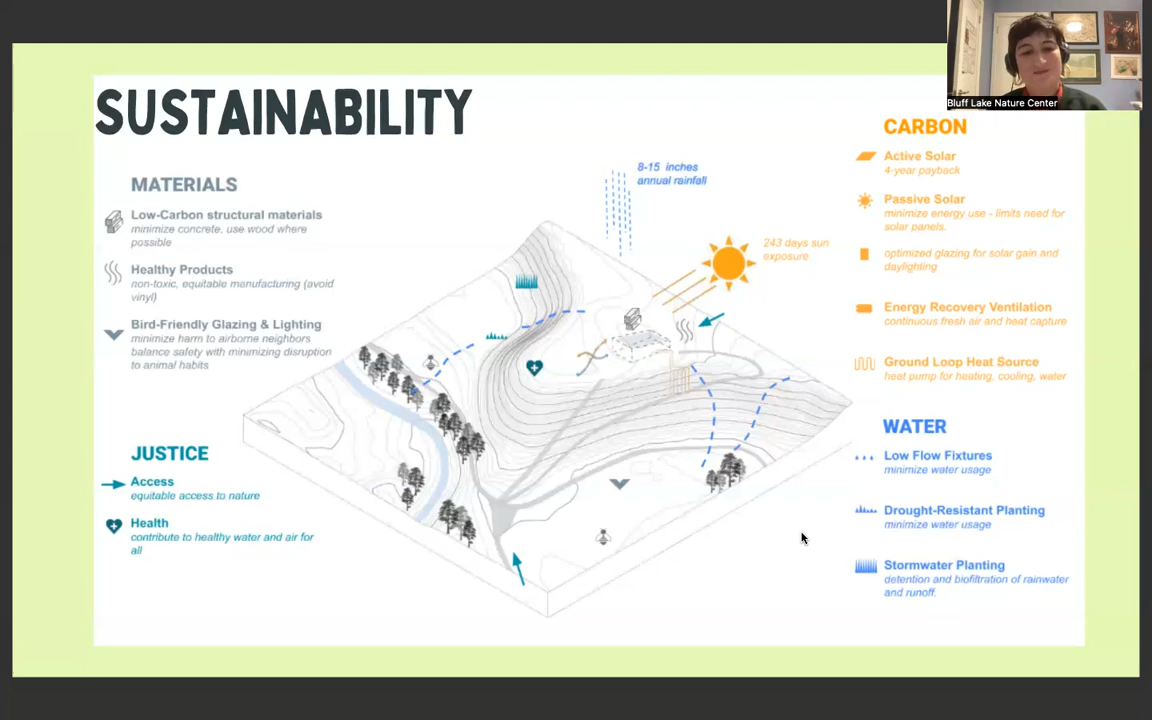 SUSTAINABILITY
Bluff Lake Nature Center
MATERIALS
Low-Carbon structural materials
minimize concrete, use wood where
possible
Healthy Products
non-toxic, equitable manufacturing (avoid
vinyl)
Bird-Friendly Glazing & Lighting
minimize harm to airborne neighbors
balance safety with minimizing disruption
to animal habits
JUSTICE
Access
equitable access to nature
Health
contribute to healthy water and air for
all
8-15 inches
annual rainfall
243 days sun
exposure
CARBON
Active Solar
4-year payback
Passive Solar
minimize energy use - limits need for
solar panels.
optimized glazing for solar gain and
daylighting
Energy Recovery Ventilation
continuous fresh air and heat capture
Ground Loop Heat Source
heat pump for heating, cooling, water
WATER
Low Flow Fixtures
minimize water usage
Drought-Resistant Planting
minimize water usage
Stormwater Planting
detention and biofiltration of rainwater
and runoff.